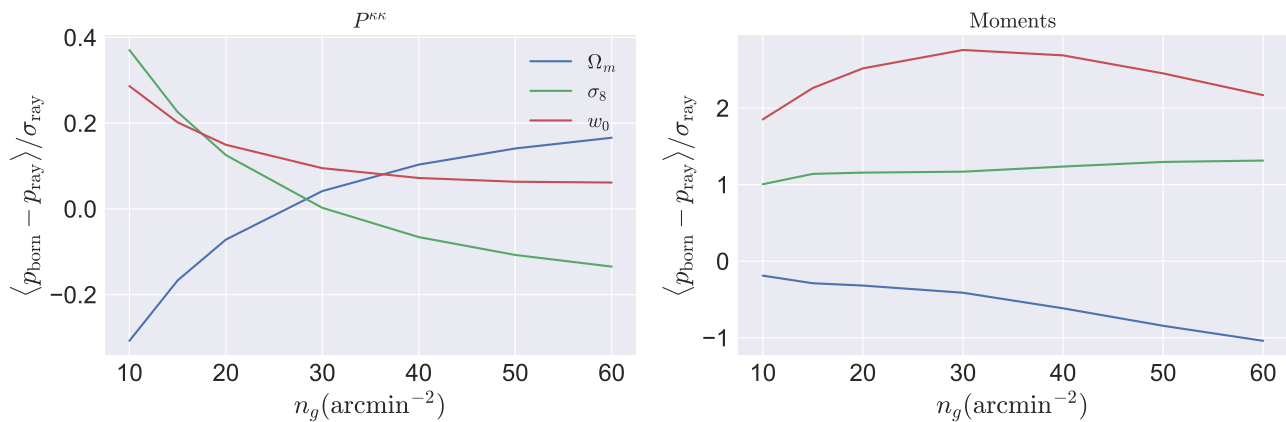 P^{κκ}
⟨p_born − p_ray⟩/σ_ray
0.4
0.2
0.0
−0.2
Ω_m
σ_8
w_0
10 20 30 40 50 60
n_g(arcmin^{−2})
Moments
⟨p_born − p_ray⟩/σ_ray
2
1
0
−1
10 20 30 40 50 60
n_g(arcmin^{−2})